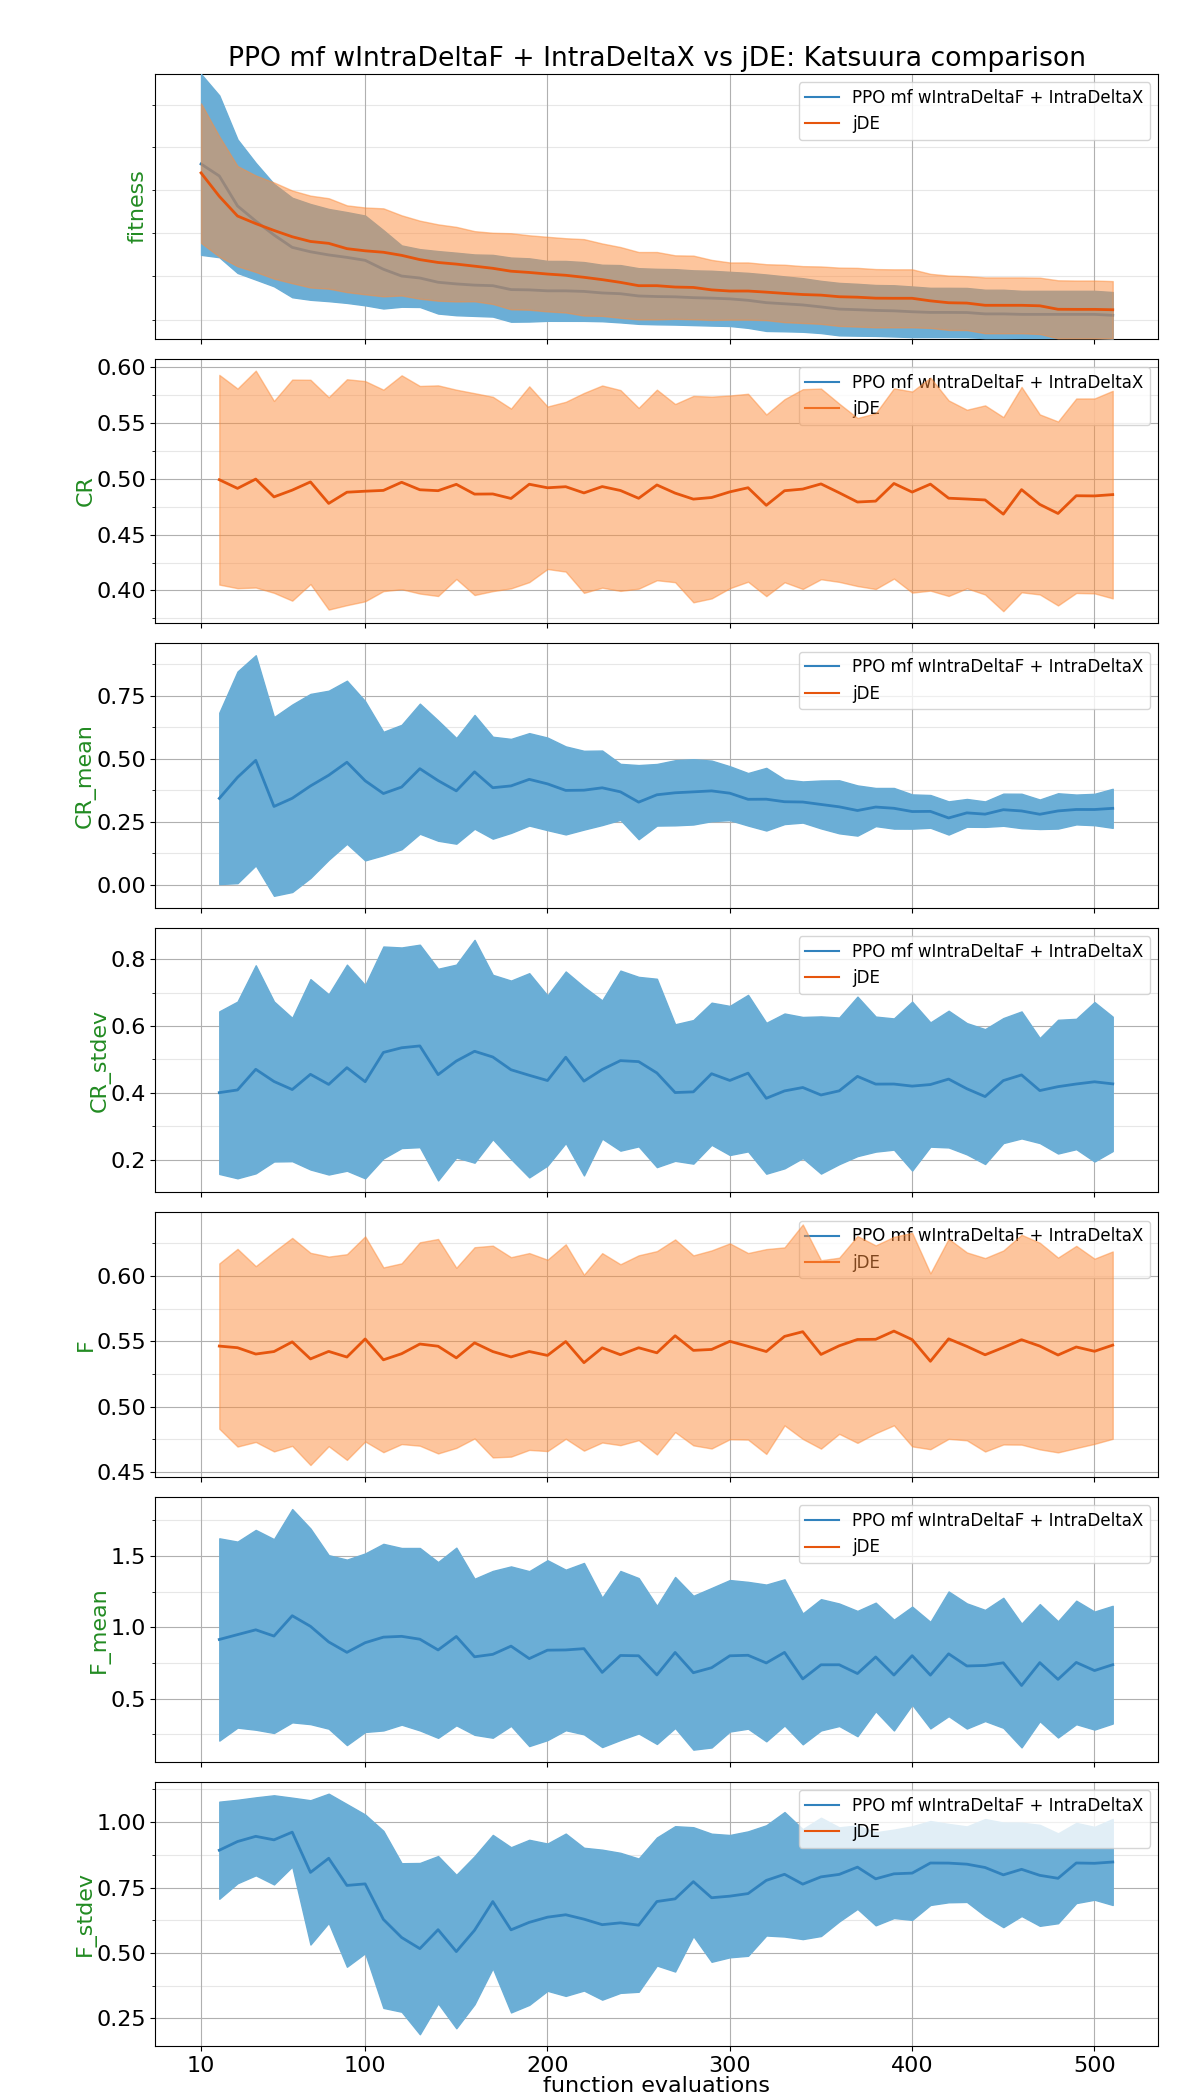 PPO mf wIntraDeltaF + IntraDeltaX vs jDE: Katsuura comparison
fitness
PPO mf wIntraDeltaF + IntraDeltaX
jDE
CR
0.60
0.55
0.50
0.45
0.40
PPO mf wIntraDeltaF + IntraDeltaX
jDE
CR_mean
0.75
0.50
0.25
0.00
PPO mf wIntraDeltaF + IntraDeltaX
jDE
CR_stdev
0.8
0.6
0.4
0.2
PPO mf wIntraDeltaF + IntraDeltaX
jDE
F
0.60
0.55
0.50
0.45
PPO mf wIntraDeltaF + IntraDeltaX
jDE
F_mean
1.5
1.0
0.5
PPO mf wIntraDeltaF + IntraDeltaX
jDE
F_stdev
1.00
0.75
0.50
0.25
PPO mf wIntraDeltaF + IntraDeltaX
jDE
10 100 200 300 400 500
function evaluations